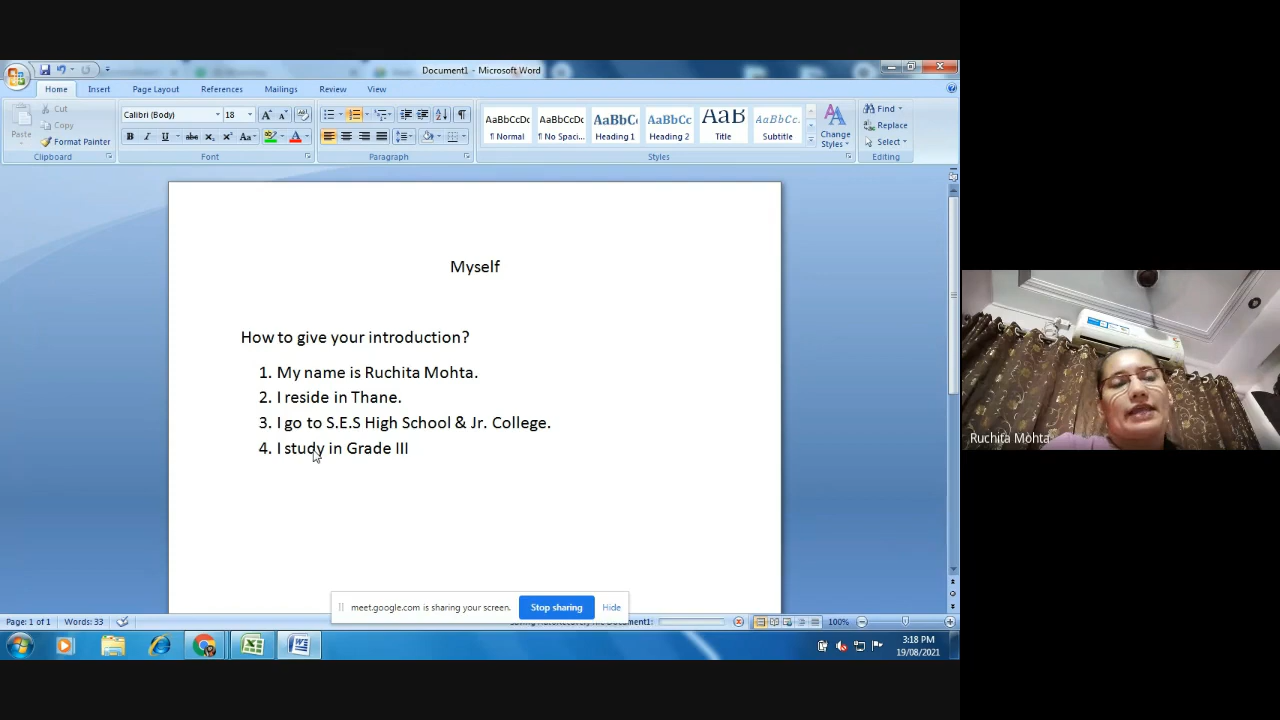 Document1 - Microsoft Word
Home Insert Page Layout References Mailings Review View
Cut
Copy
Paste
Format Painter
Clipboard
Calibri (Body) 18
Font
Paragraph
AaBbCcDc AaBbCcDc AaBbC AaBbCc AaB AaBbCc.
¶ Normal ¶ No Spaci... Heading 1 Heading 2 Title Subtitle
Change
Styles
Styles
Find
Replace
Select
Editing
Myself
How to give your introduction?
1. My name is Ruchita Mohta.
2. I reside in Thane.
3. I go to S.E.S High School & Jr. College.
4. I study in Grade III
Ruchita Mohta
meet.google.com is sharing your screen. Stop sharing Hide
Page: 1 of 1 Words: 33 100%
3:18 PM
19/08/2021